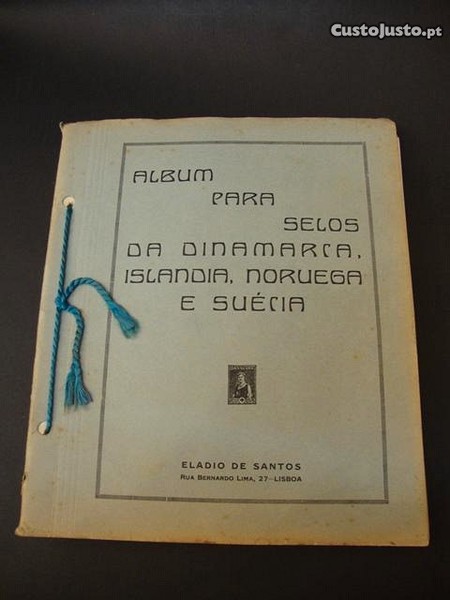 CustoJusto.pt
ALBUM
PARA
SELOS
DA DINAMARCA,
ISLANDIA, NORUEGA
E SUÉCIA
ELADIO DE SANTOS
RUA BERNARDO LIMA, 27-LISBOA